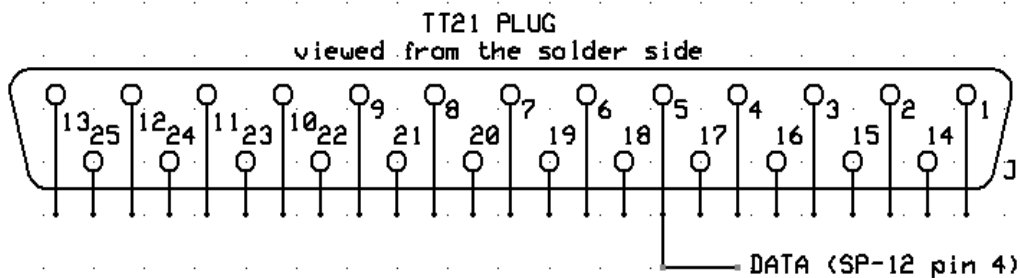 TT21 PLUG
viewed from the solder side
13 12 11 10 9 8 7 6 5 4 3 2 1
25 24 23 22 21 20 19 18 17 16 15 14
J
DATA (SP-12 pin 4)